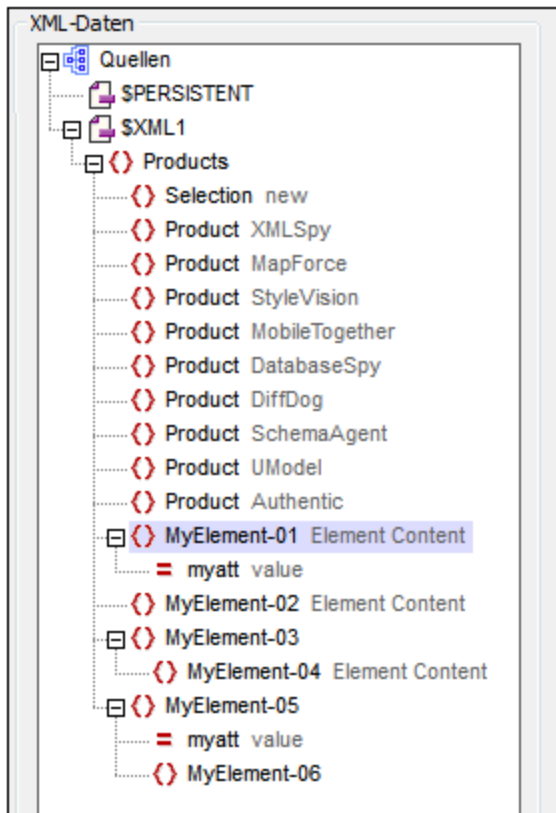 XML-Daten
Quellen
$PERSISTENT
$XML1
Products
Selection new
Product XMLSpy
Product MapForce
Product StyleVision
Product MobileTogether
Product DatabaseSpy
Product DiffDog
Product SchemaAgent
Product UModel
Product Authentic
MyElement-01 Element Content
myatt value
MyElement-02 Element Content
MyElement-03
MyElement-04 Element Content
MyElement-05
myatt value
MyElement-06